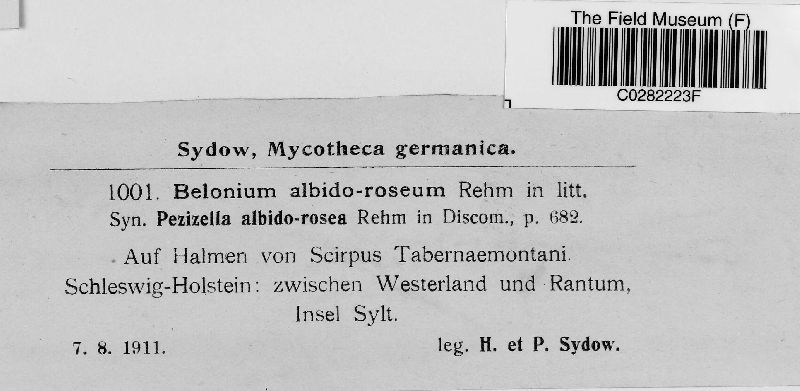 The Field Museum (F)
C0282223F
Sydow, Mycotheca germanica.
1001. Belonium albido-roseum Rehm in litt.
Syn. Pezizella albido-rosea Rehm in Discom., p. 682.
Auf Halmen von Scirpus Tabernaemontani.
Schleswig-Holstein: zwischen Westerland und Rantum,
Insel Sylt.
7. 8. 1911. leg. H. et P. Sydow.